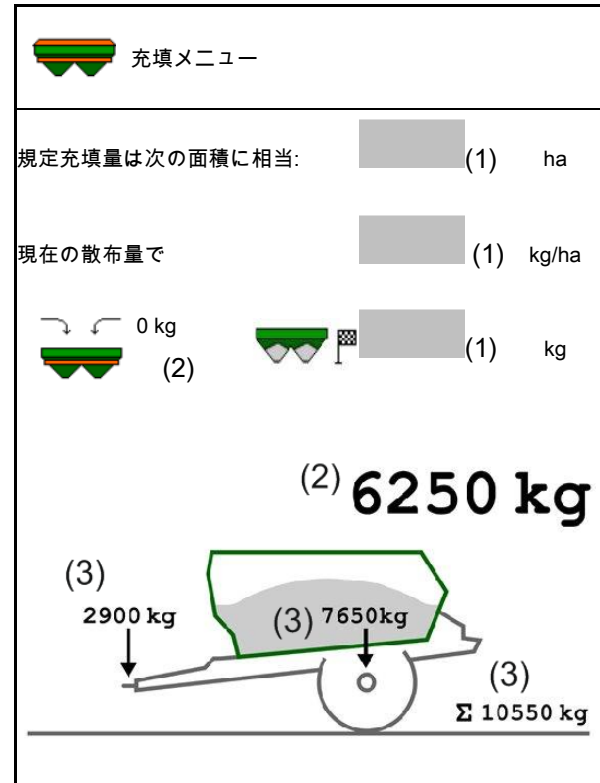 充填メニュー
規定充填量は次の面積に相当: (1) ha
現在の散布量で (1) kg/ha
0 kg
(2) (1) kg
(2) 6250 kg
(3)
2900 kg (3) 7650kg
(3)
Σ 10550 kg